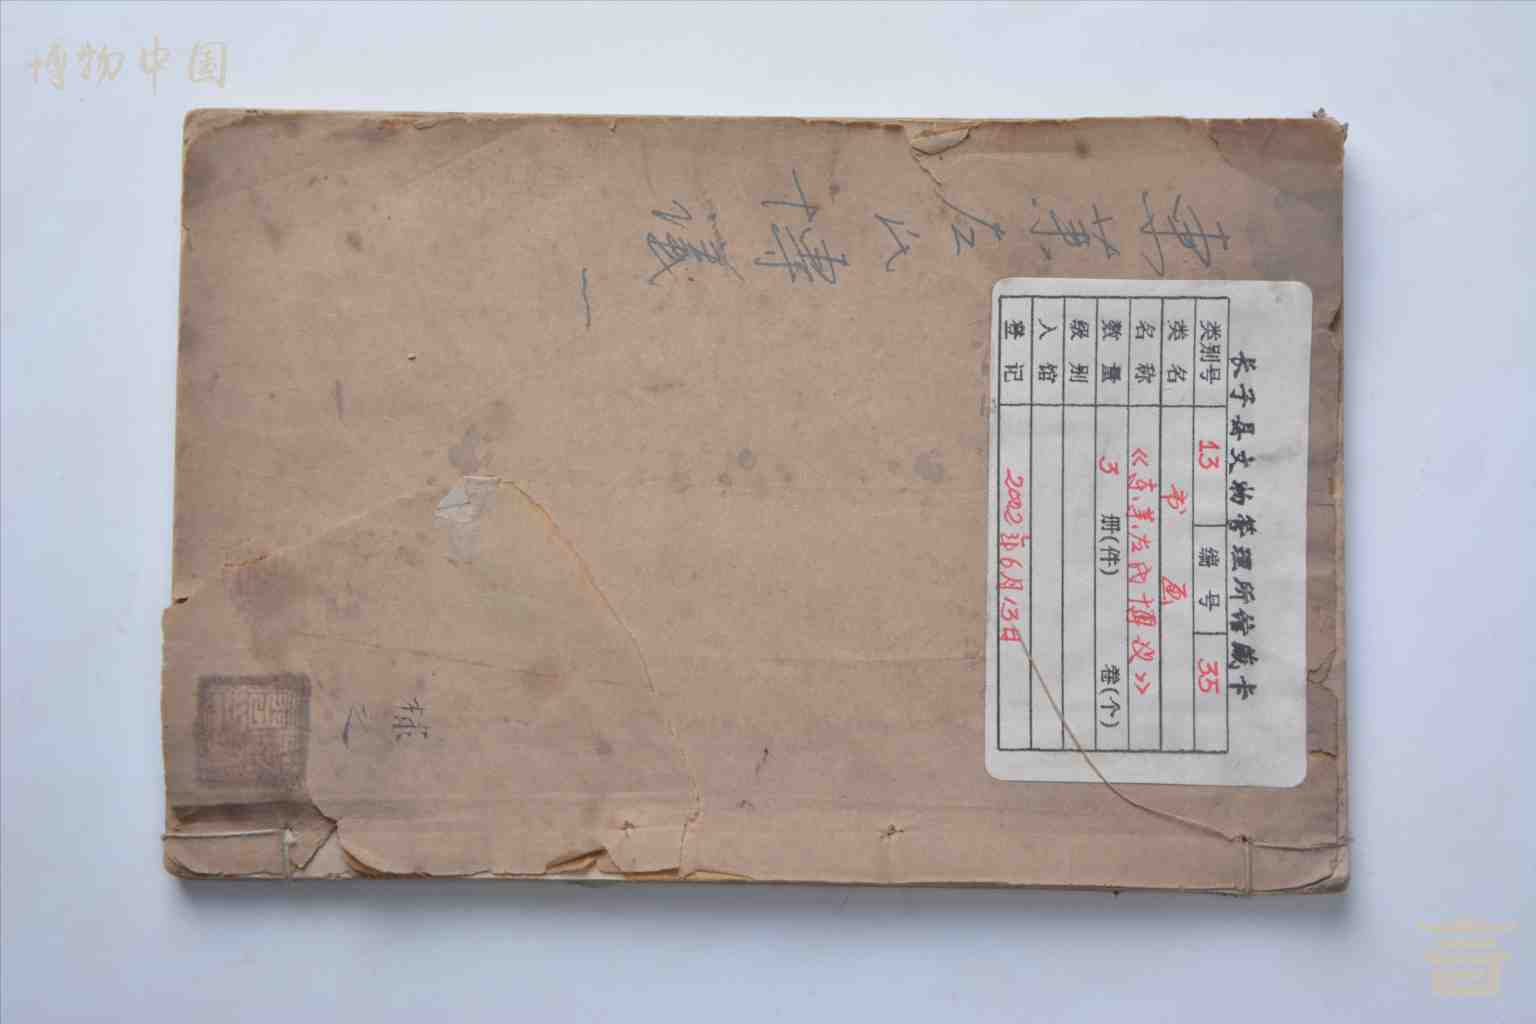 博物中国
东莱左氏
博議
一
長子县文物管理所馆藏卡
类别号 13 编号 35
类名 书画
名称 《东莱左氏博议》
数量 3 册(件) 卷(个)
级别
入馆
登记 2002年6月13日